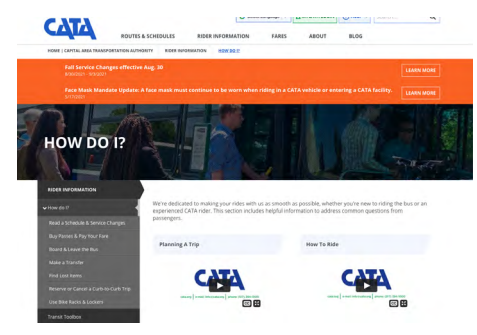 CATA
ROUTES & SCHEDULES
RIDER INFORMATION
FARES
ABOUT
BLOG
HOME | CAPITAL AREA TRANSPORTATION AUTHORITY
RIDER INFORMATION
HOW DO I?
Fall Service Changes effective Aug. 30
LEARN MORE
Face Mask Mandate Update: A face mask must continue to be worn when riding in a CATA vehicle or entering a CATA facility.
LEARN MORE
HOW DO I?
RIDER INFORMATION
How do I?
Read a Schedule & Service Changes
Buy Passes & Pay Your Fare
Board & Leave the Bus
Make a Transfer
Find Lost Items
Reserve or Cancel a Curb-to-Curb Trip
Use Bike Racks & Lockers
Transit Toolbox
We're dedicated to making your rides with us as smooth as possible, whether you're new to riding the bus or an
experienced CATA rider. This section includes helpful information to address common questions from
passengers.
Planning A Trip
How To Ride
CATA
CATA